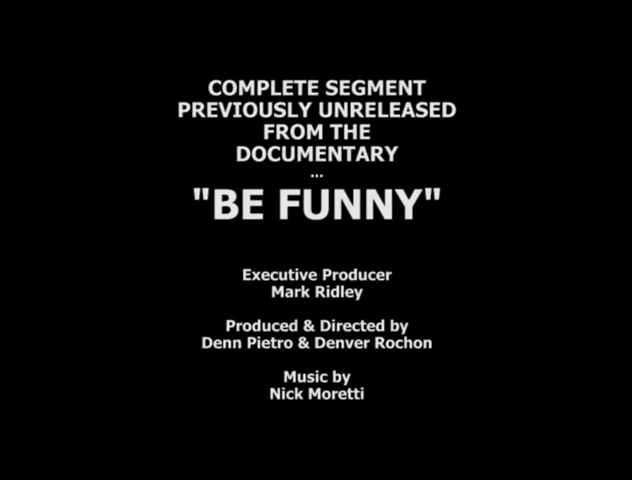 COMPLETE SEGMENT
PREVIOUSLY UNRELEASED
FROM THE
DOCUMENTARY
...
"BE FUNNY"
Executive Producer
Mark Ridley
Produced & Directed by
Denn Pietro & Denver Rochon
Music by
Nick Moretti